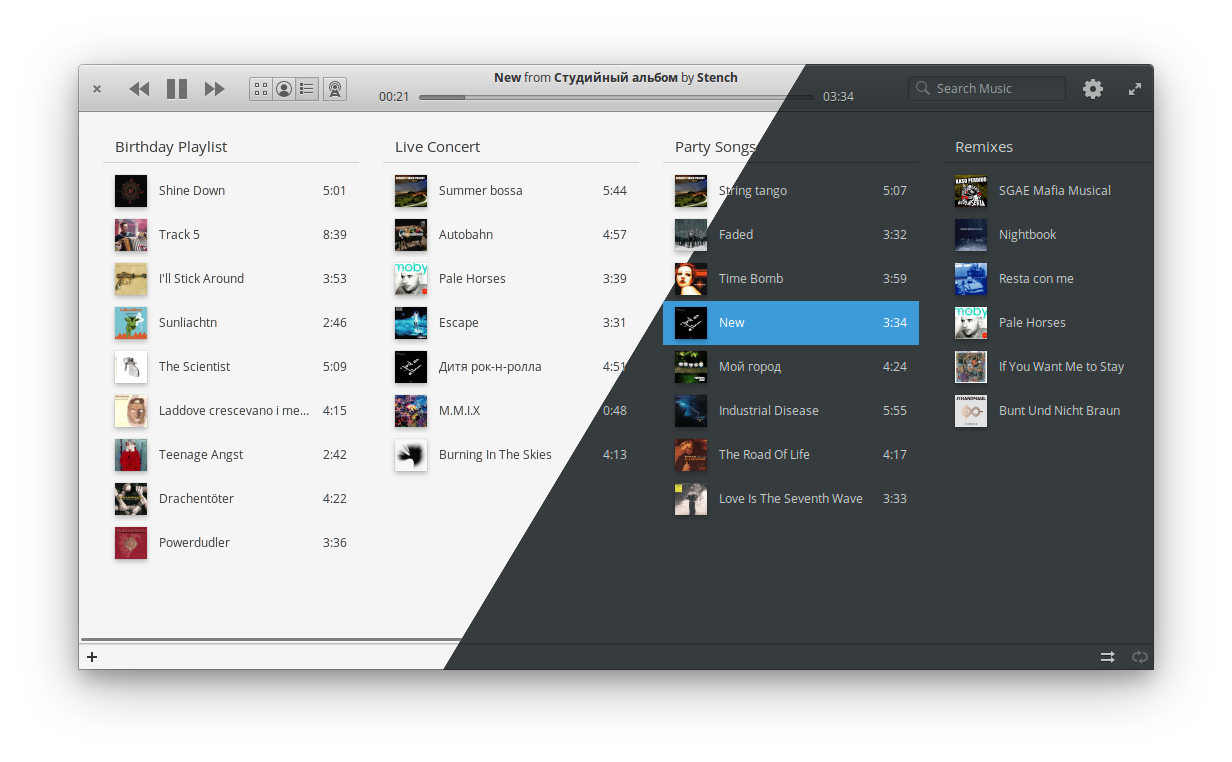 New from Студийный альбом by Stench
00:21
03:34
Search Music
Birthday Playlist
Shine Down 5:01
Track 5 8:39
I'll Stick Around 3:53
Sunliachtn 2:46
The Scientist 5:09
Laddove crescevano i me... 4:15
Teenage Angst 2:42
Drachentöter 4:22
Powerdudler 3:36
Live Concert
Summer bossa 5:44
Autobahn 4:57
Pale Horses 3:39
Escape 3:31
Дитя рок-н-ролла 4:51
M.M.I.X 0:48
Burning In The Skies 4:13
moby
Party Songs
String tango 5:07
Faded 3:32
Time Bomb 3:59
New 3:34
Мой город 4:24
Industrial Disease 5:55
The Road Of Life 4:17
Love Is The Seventh Wave 3:33
Remixes
SGAE Mafia Musical
Nightbook
Resta con me
Pale Horses
If You Want Me to Stay
Bunt Und Nicht Braun
moby